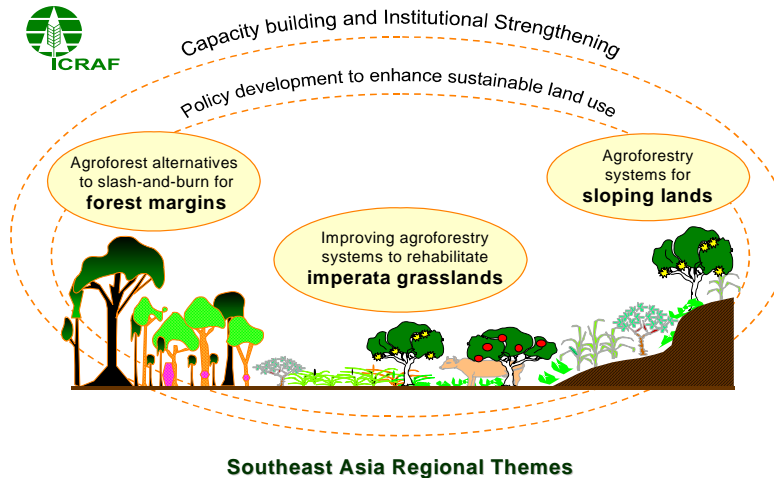 ICRAF
Capacity building and Institutional Strengthening
Policy development to enhance sustainable land use
Agroforest alternatives
to slash-and-burn for
forest margins
Agroforestry
systems for
sloping lands
Improving agroforestry
systems to rehabilitate
imperata grasslands
Southeast Asia Regional Themes